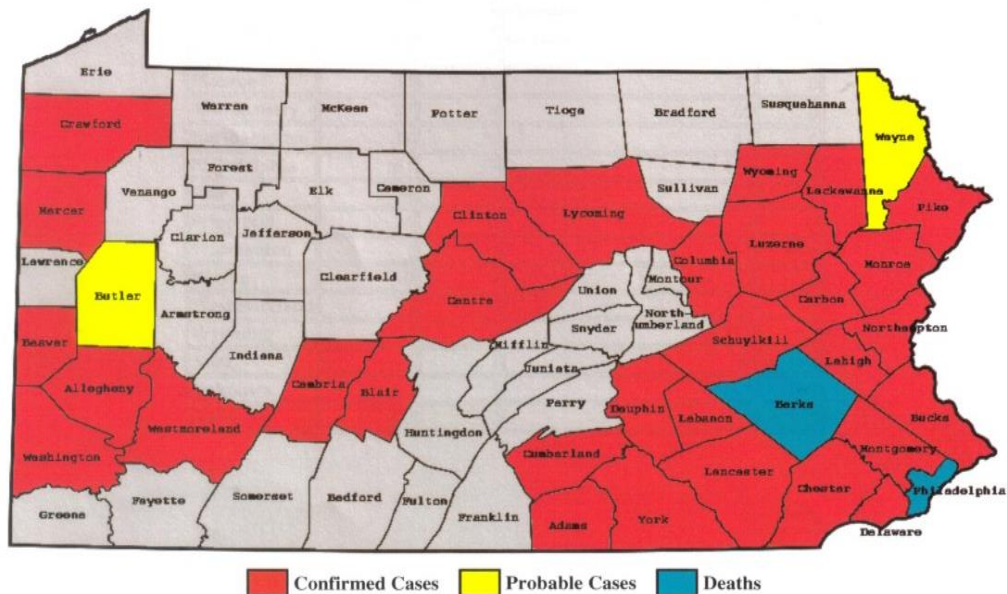 Erie
Warren
McKean
Potter
Tioga
Bradford
Susquehanna
Wayne
Crawford
Forest
Wyoming
Lackawanna
Venango
Elk
Cameron
Sullivan
Pike
Mercer
Clinton
Lycoming
Clarion
Jefferson
Luzerne
Lawrence
Clearfield
Columbia
Monroe
Butler
Centre
Union
Montour
Carbon
Armstrong
Snyder
North-
umberland
Northampton
Beaver
Indiana
Mifflin
Schuylkill
Lehigh
Allegheny
Cambria
Blair
Juniata
Berks
Westmoreland
Perry
Dauphin
Lebanon
Bucks
Huntingdon
Montgomery
Washington
Cumberland
Lancaster
Chester
Philadelphia
Greene
Fayette
Somerset
Bedford
Fulton
Franklin
Adams
York
Delaware
Confirmed Cases Probable Cases Deaths